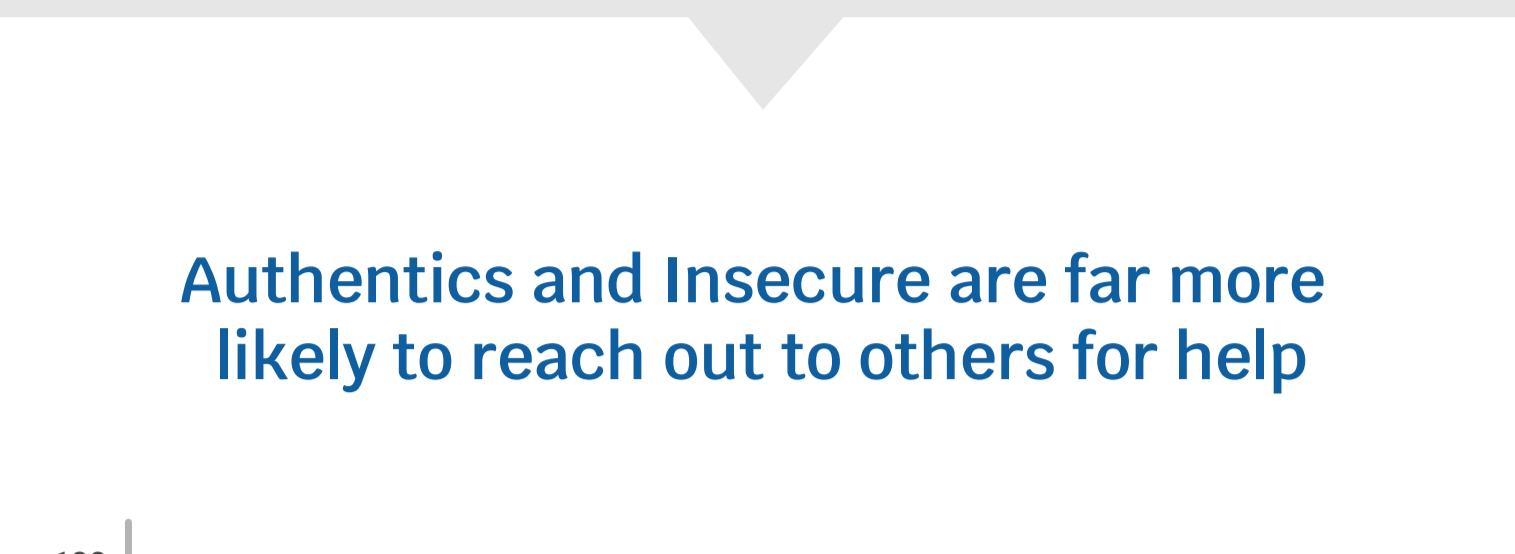 Authentics and Insecure are far more
likely to reach out to others for help